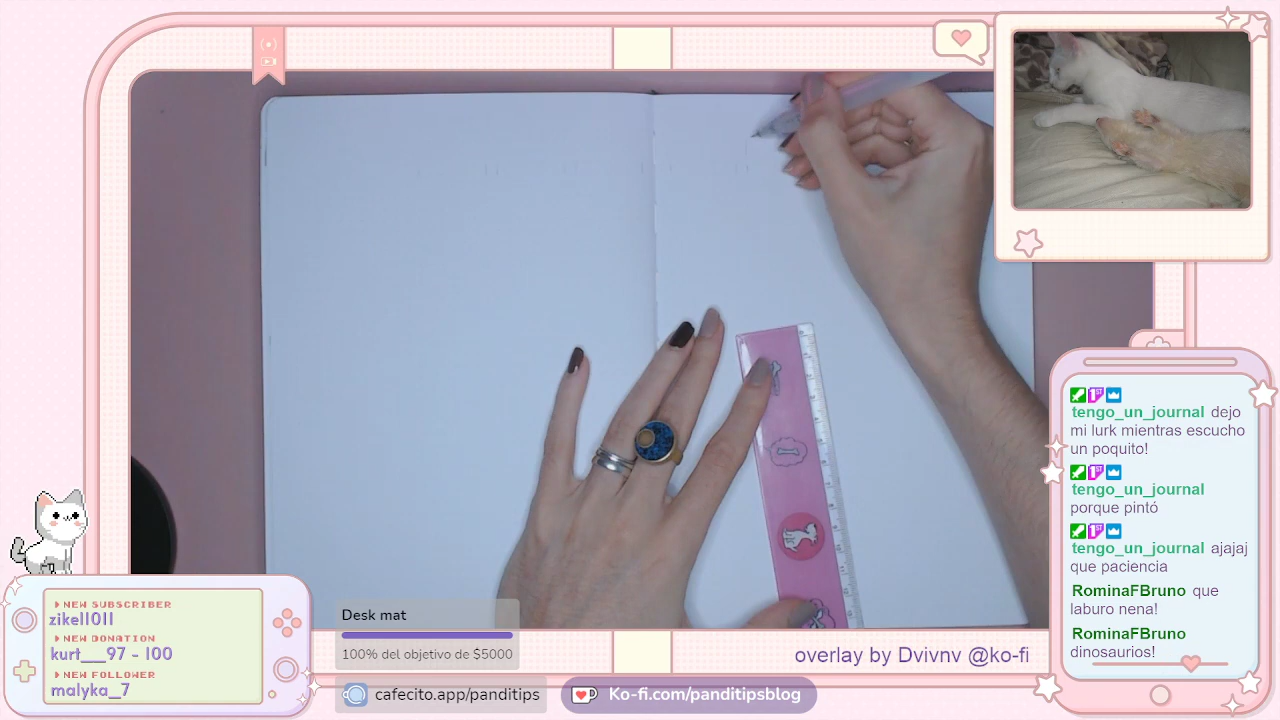 tengo_un_journal dejo
mi lurk mientras escucho
un poquito!
tengo_un_journal
porque pintó
tengo_un_journal ajajaj
que paciencia
RominaFBruno que
laburo nena!
RominaFBruno
dinosaurios!
NEW SUBSCRIBER
zikel1011
NEW DONATION
kurt__97 - 100
NEW FOLLOWER
malyka_7
Desk mat
100% del objetivo de $5000
overlay by Dvivnv @ko-fi
cafecito.app/panditips
Ko-fi.com/panditipsblog